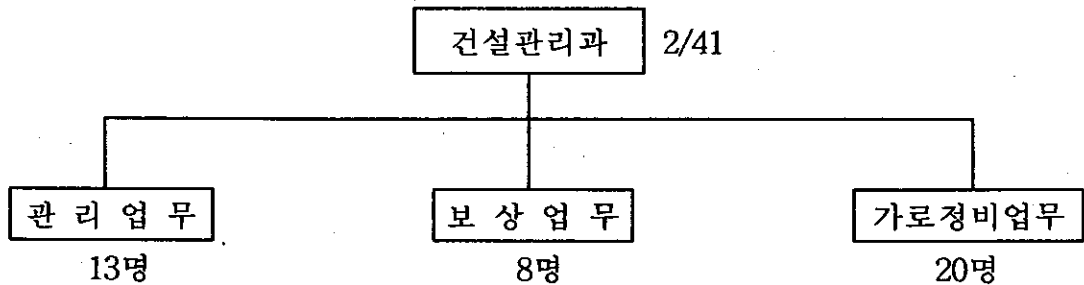 건설관리과 2/41
관 리 업 무 보 상 업 무 가로정비업무
13명 8명 20명